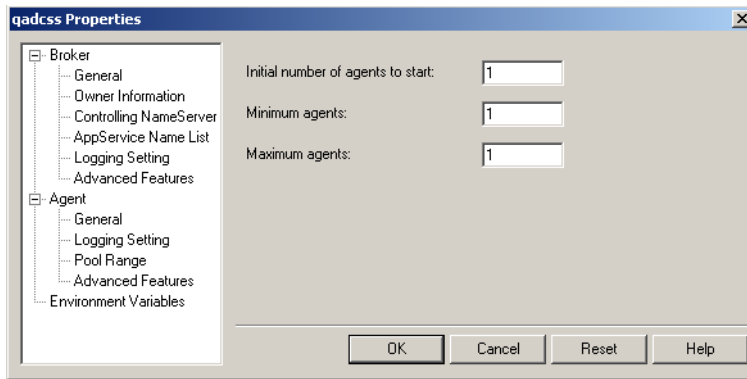 qadcss Properties
Broker
General
Owner Information
Controlling NameServer
AppService Name List
Logging Setting
Advanced Features
Agent
General
Logging Setting
Pool Range
Advanced Features
Environment Variables
Initial number of agents to start: 1
Minimum agents: 1
Maximum agents: 1
OK Cancel Reset Help